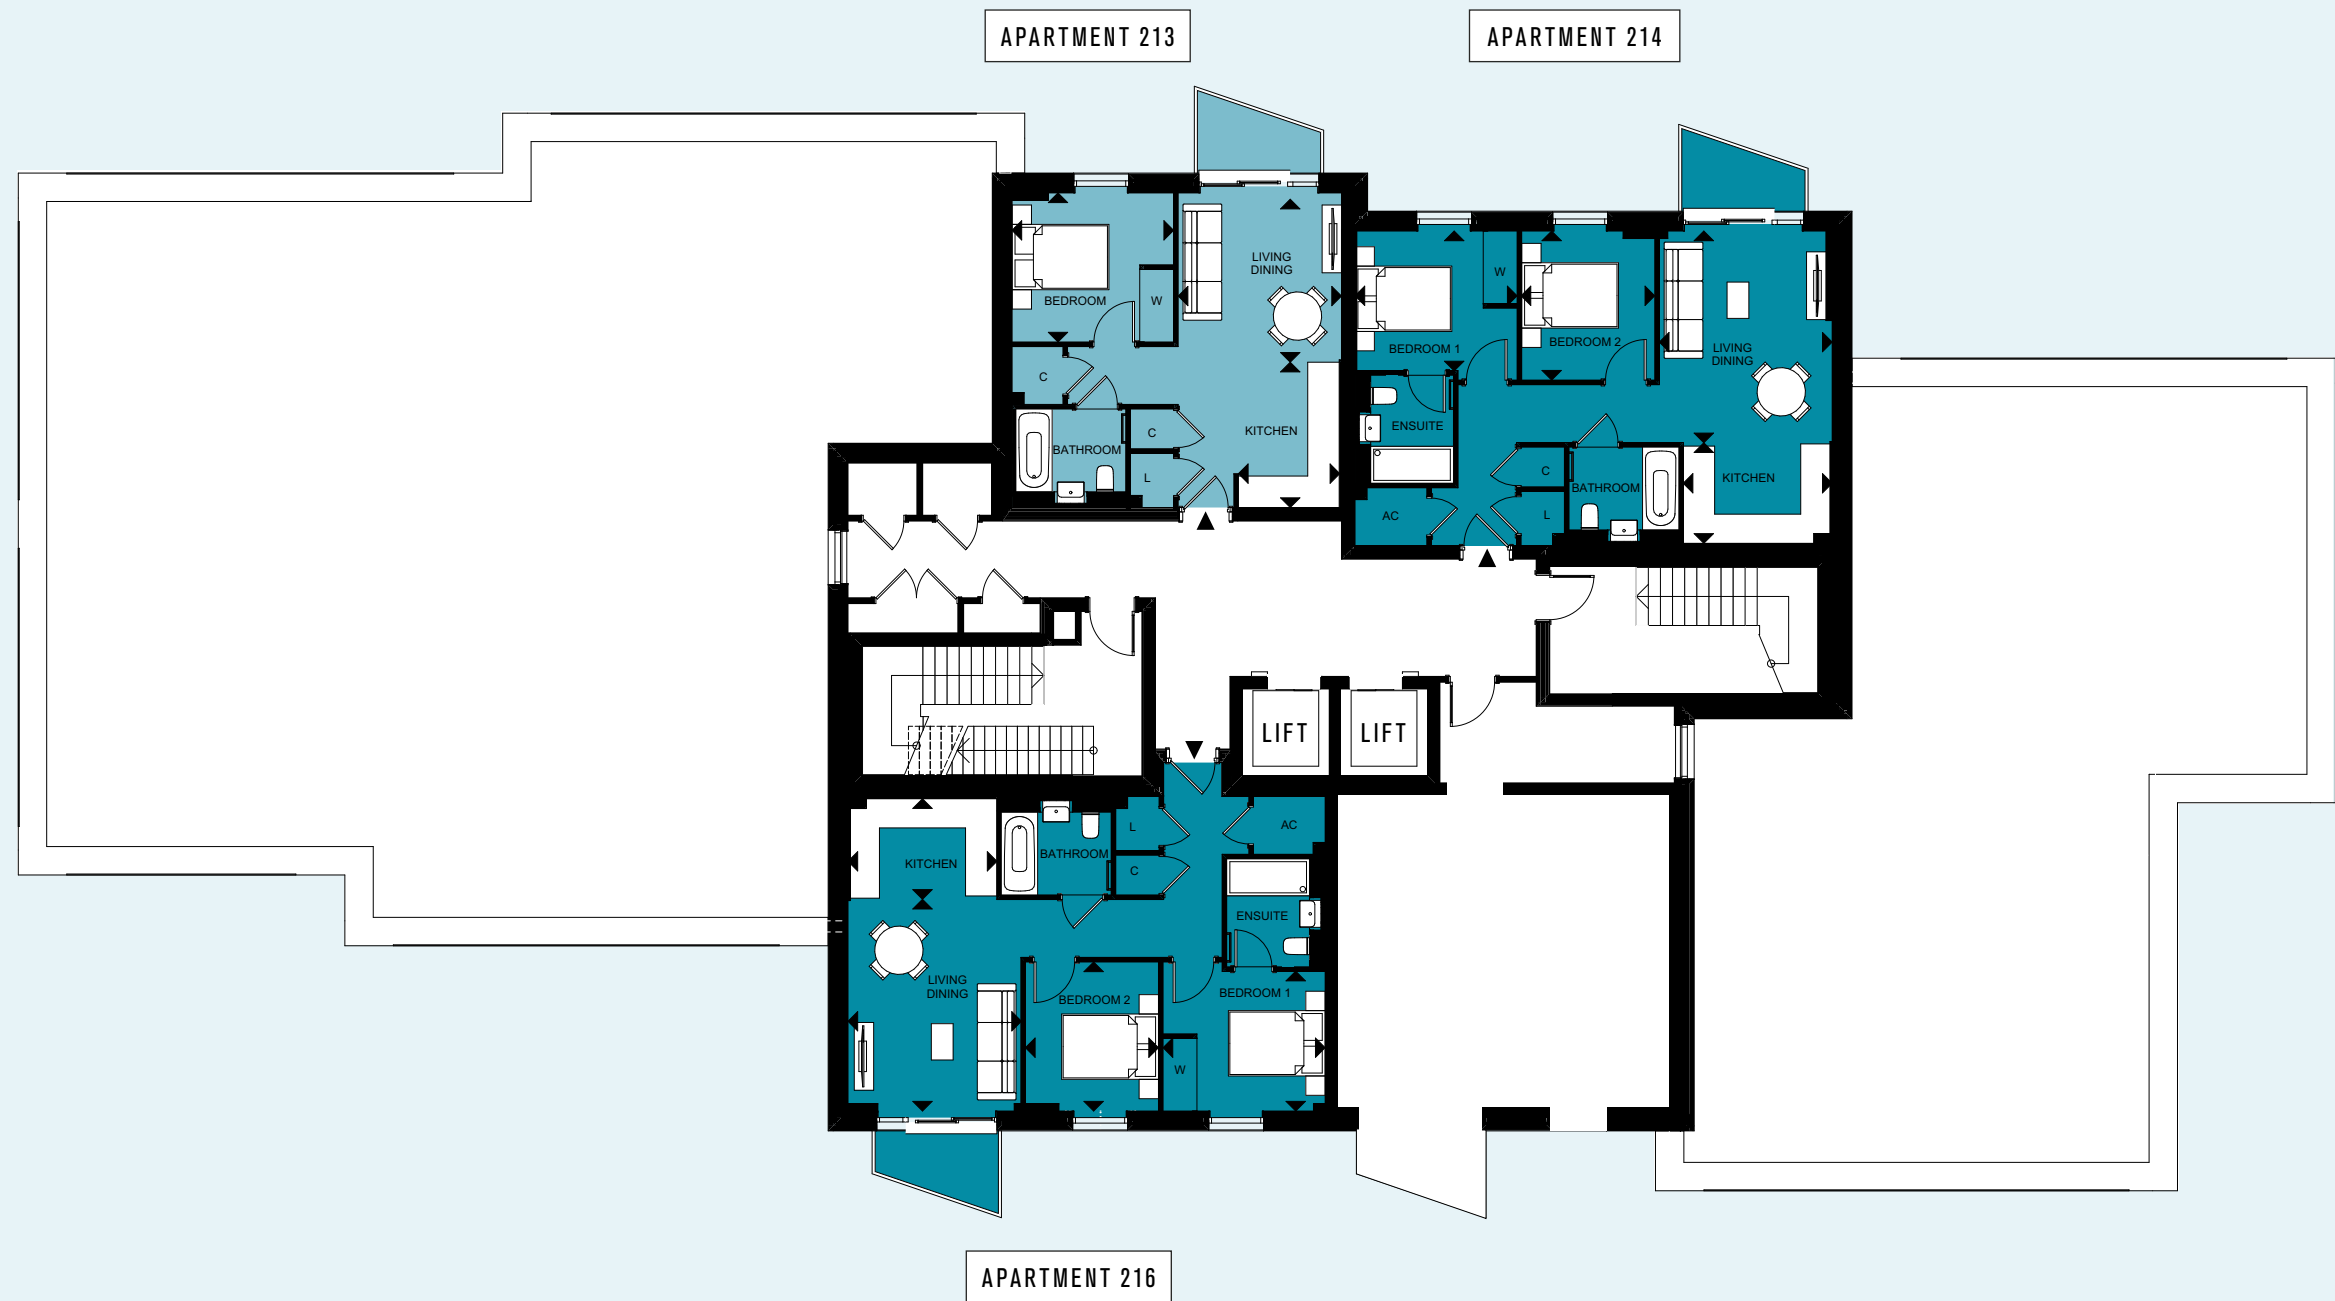 APARTMENT 213
APARTMENT 214
LIVING
DINING
BEDROOM
W
C
C
BATHROOM
KITCHEN
L
W
BEDROOM 1
BEDROOM 2
LIVING
DINING
ENSUITE
C
BATHROOM
KITCHEN
AC
L
LIFT
LIFT
KITCHEN
BATHROOM
L
AC
C
ENSUITE
LIVING
DINING
BEDROOM 2
BEDROOM 1
W
APARTMENT 216